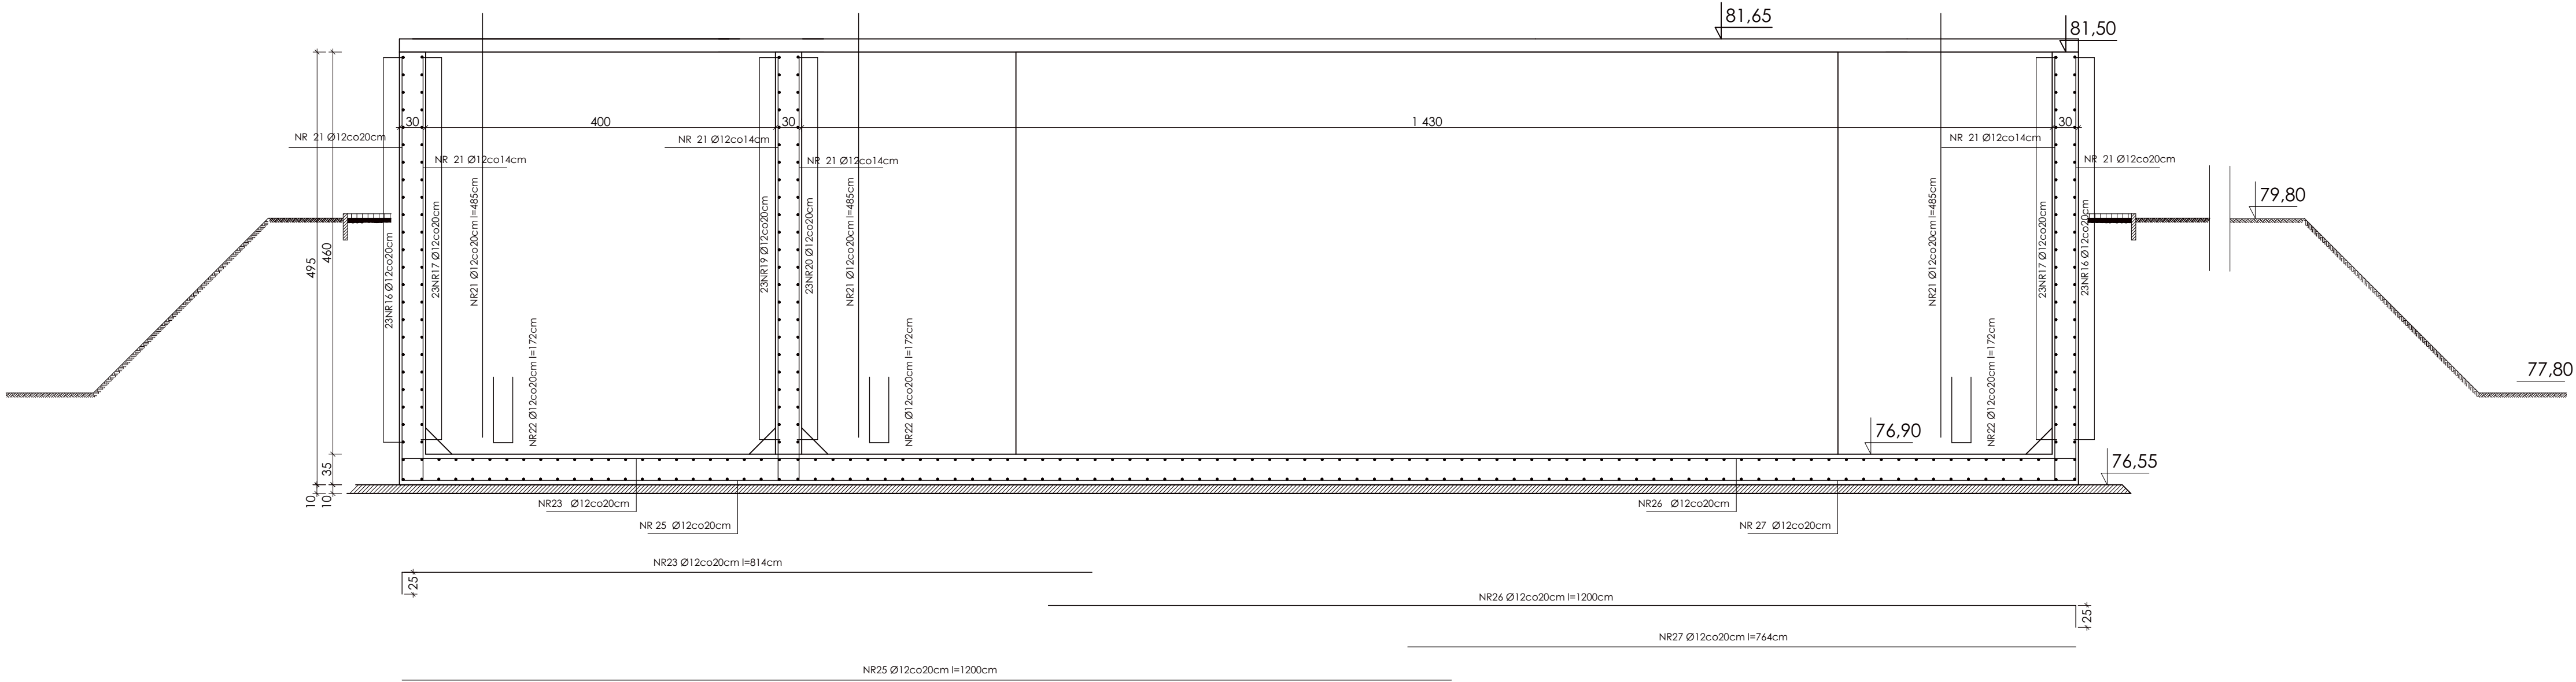 81,65
81,50
30
400
30
1 430
30
NR 21 Ø12co20cm
NR 21 Ø12co14cm
NR 21 Ø12co14cm
NR 21 Ø12co14cm
NR 21 Ø12co14cm
NR 21 Ø12co20cm
79,80
495
460
23NR16 Ø12co20cm
23NR17 Ø12co20cm
NR21 Ø12co20cm l=485cm
23NR19 Ø12co20cm
23NR20 Ø12co20cm
NR21 Ø12co20cm l=485cm
NR21 Ø12co20cm l=485cm
23NR17 Ø12co20cm
23NR16 Ø12co20cm
NR22 Ø12co20cm l=172cm
NR22 Ø12co20cm l=172cm
NR22 Ø12co20cm l=172cm
77,80
76,90
76,55
35
10
10
NR23 Ø12co20cm
NR 25 Ø12co20cm
NR26 Ø12co20cm
NR 27 Ø12co20cm
NR23 Ø12co20cm l=814cm
25
NR26 Ø12co20cm l=1200cm
25
NR27 Ø12co20cm l=764cm
NR25 Ø12co20cm l=1200cm